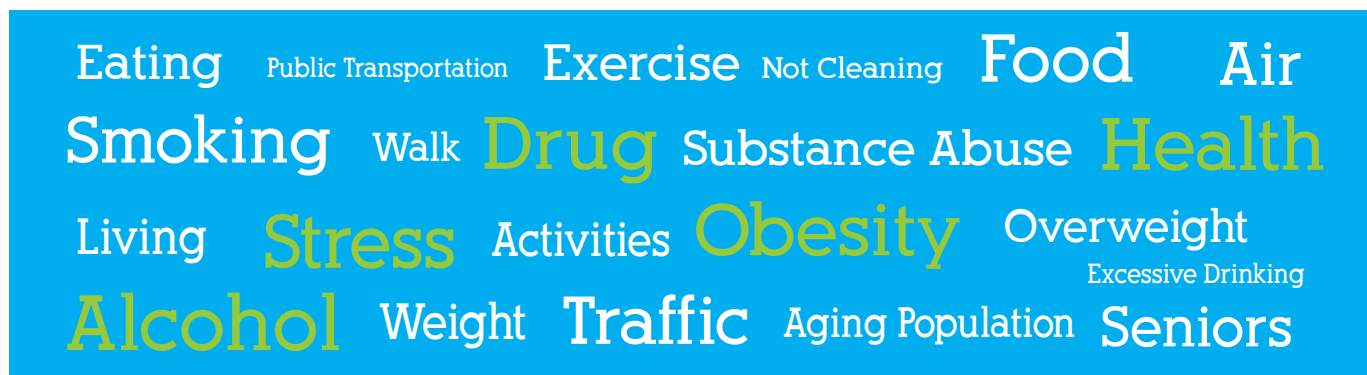 Eating Public Transportation Exercise Not Cleaning Food Air
Smoking Walk Drug Substance Abuse Health
Living Stress Activities Obesity Overweight
Excessive Drinking
Alcohol Weight Traffic Aging Population Seniors